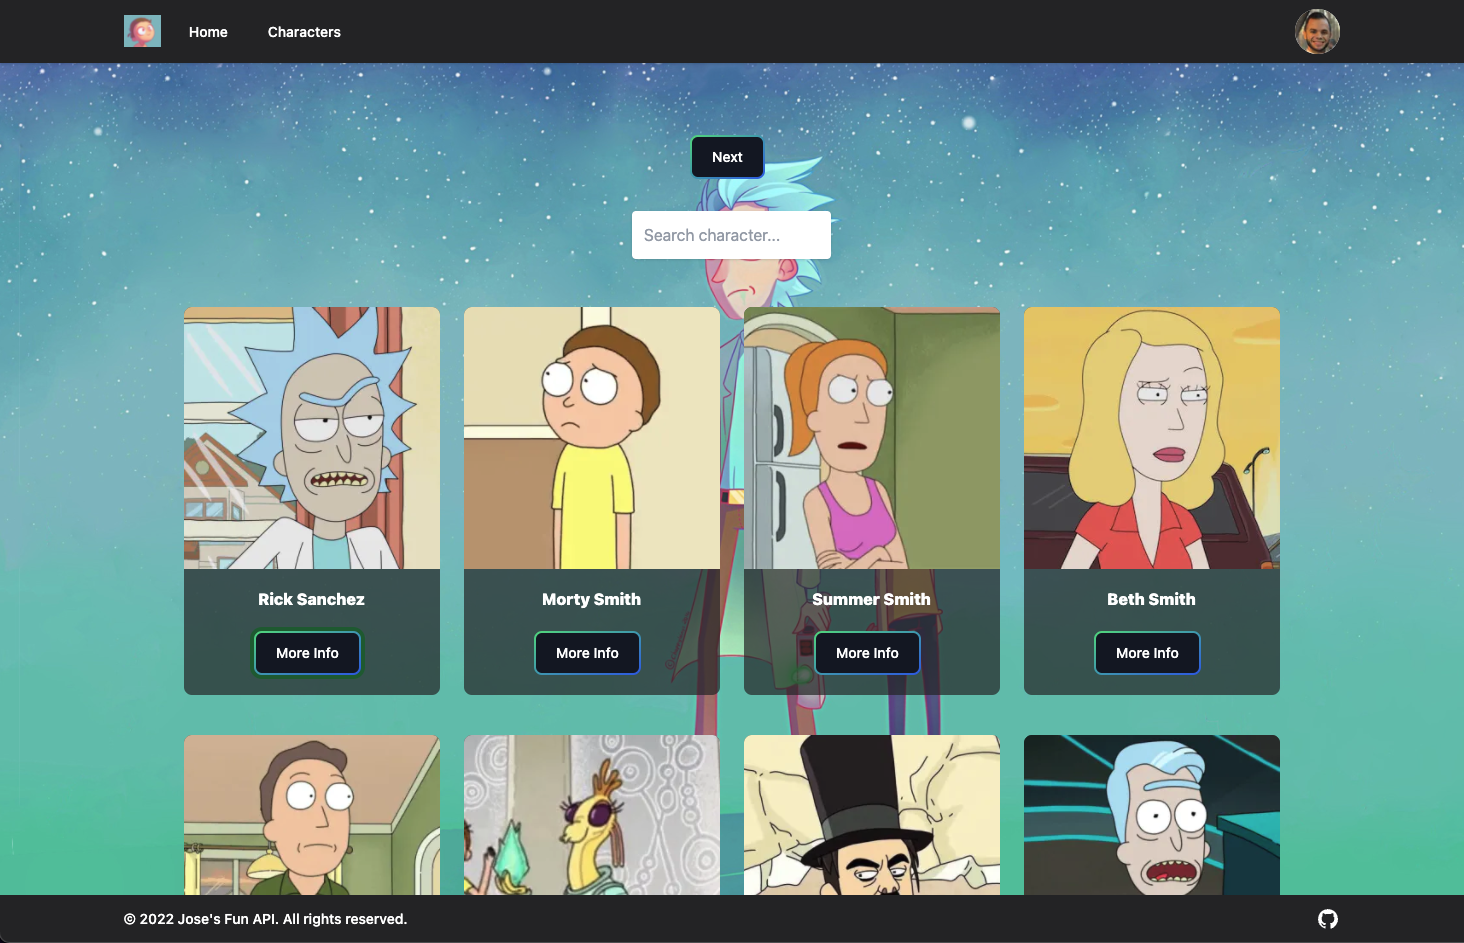 Home
Characters
Next
Search character...
Rick Sanchez
Morty Smith
Summer Smith
Beth Smith
More Info
More Info
More Info
More Info
© 2022 Jose's Fun API. All rights reserved.